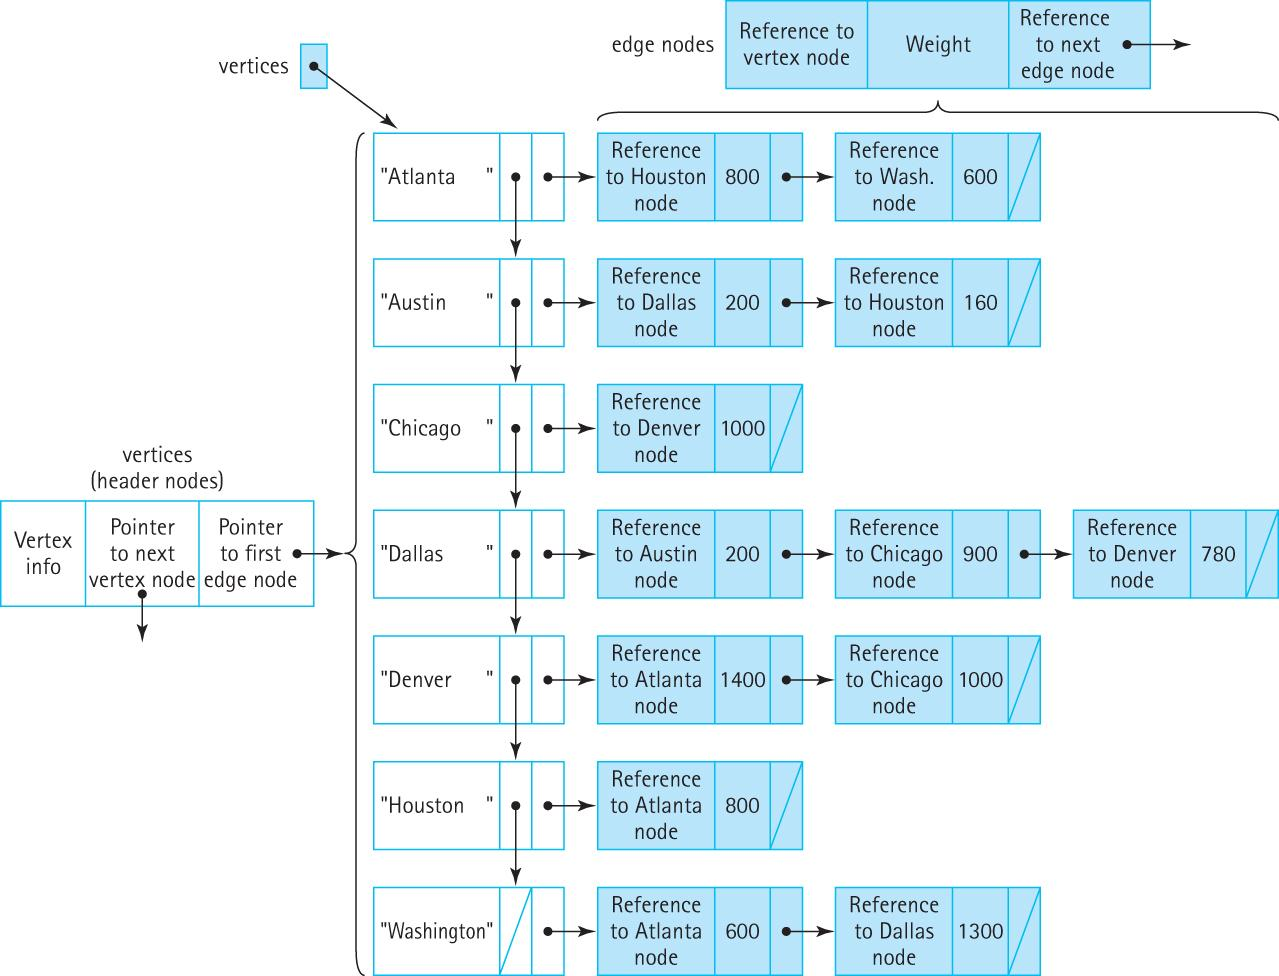 edge nodes
Reference to
vertex node
Weight
Reference
to next
edge node
vertices
"Atlanta "
Reference
to Houston
node
800
Reference
to Wash.
node
600
"Austin "
Reference
to Dallas
node
200
Reference
to Houston
node
160
"Chicago "
Reference
to Denver
node
1000
vertices
(header nodes)
Vertex
info
Pointer
to next
vertex node
Pointer
to first
edge node
"Dallas "
Reference
to Austin
node
200
Reference
to Chicago
node
900
Reference
to Denver
node
780
"Denver "
Reference
to Atlanta
node
1400
Reference
to Chicago
node
1000
"Houston "
Reference
to Atlanta
node
800
"Washington"
Reference
to Atlanta
node
600
Reference
to Dallas
node
1300